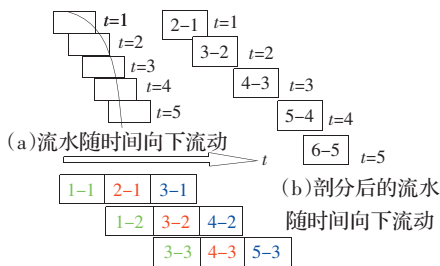 t=1
t=2
t=3
t=4
t=5
(a)流水随时间向下流动
2-1 t=1
3-2 t=2
4-3 t=3
5-4 t=4
6-5 t=5
t
(b)剖分后的流水
随时间向下流动
1-1 2-1 3-1
1-2 3-2 4-2
3-3 4-3 5-3